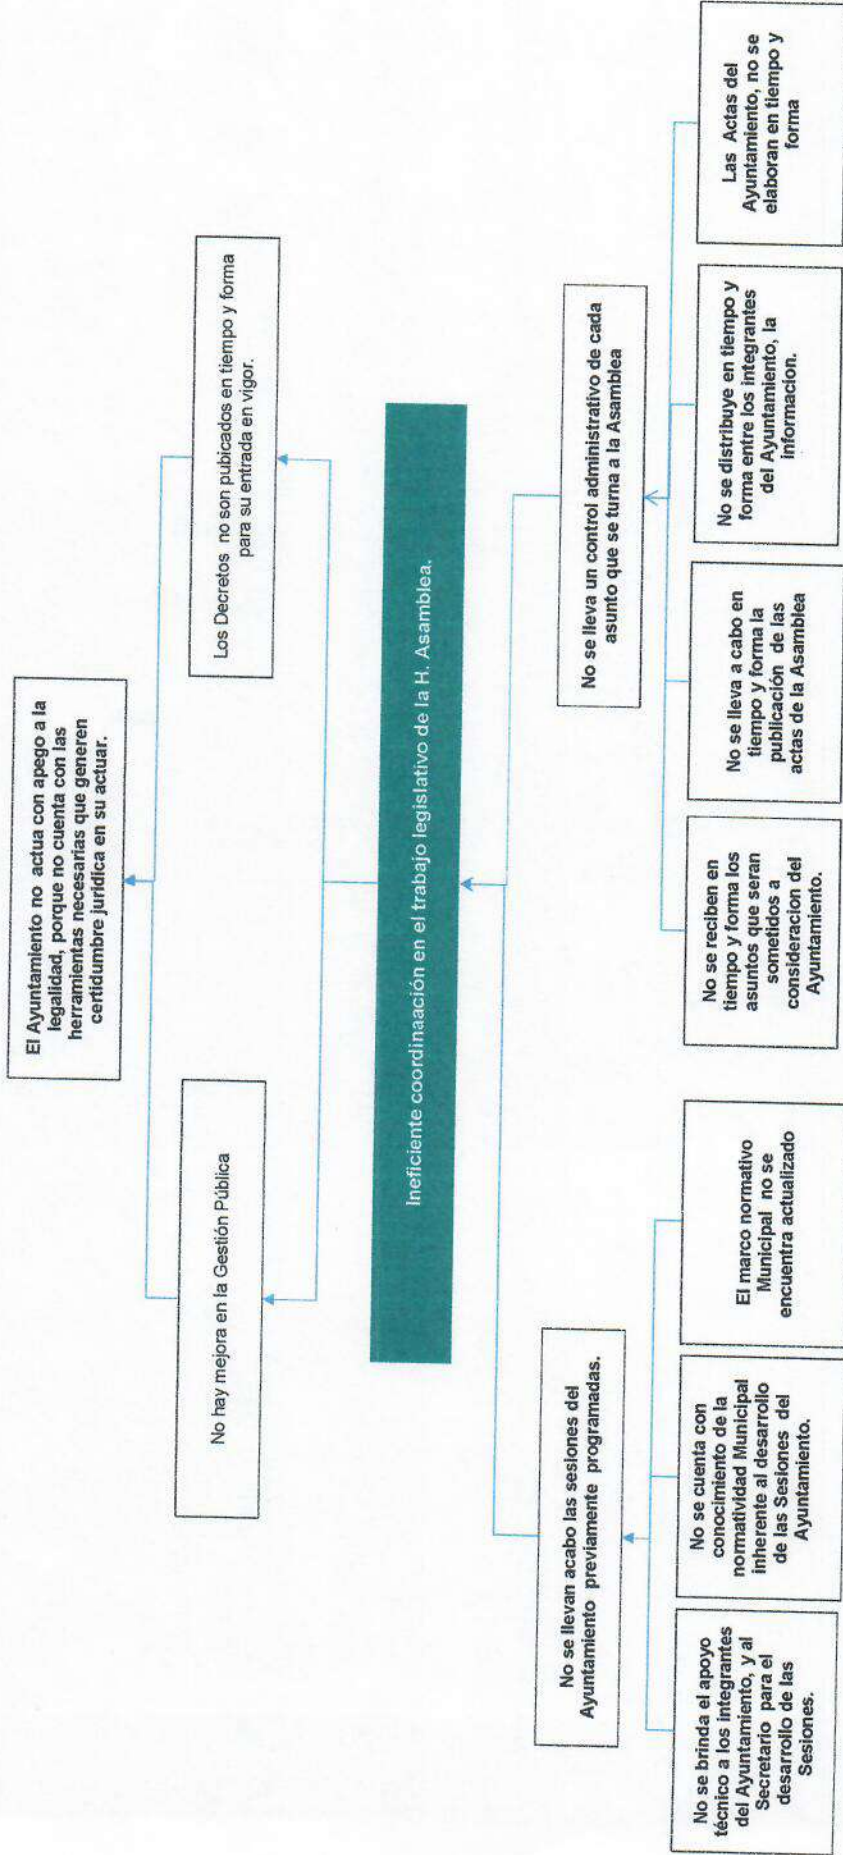 El Ayuntamiento no actua con apego a la
legalidad, porque no cuenta con las
herramientas necesarias que generen
certidumbre jurídica en su actuar.
No hay mejora en la Gestión Pública
Los Decretos no son pubicados en tiempo y forma
para su entrada en vigor.
Ineficiente coordinaación en el trabajo legislativo de la H. Asamblea.
No se llevan acabo las sesiones del
Ayuntamiento previamente programadas.
No se lleva un control administrativo de cada
asunto que se turna a la Asamblea
No se brinda el apoyo
técnico a los integrantes
del Ayuntamiento, y al
Secretario para el
desarrollo de las
Sesiones.
No se cuenta con
conocimiento de la
normatividad Municipal
inherente al desarrollo
de las Sesiones del
Ayuntamiento.
El marco normativo
Municipal no se
encuentra actualizado
No se reciben en
tiempo y forma los
asuntos que seran
sometidos a
consideracion del
Ayuntamiento.
No se lleva a cabo en
tiempo y forma la
publicación de las
actas de la Asamblea
No se distribuye en tiempo y
forma entre los integrantes
del Ayuntamiento, la
informacion.
Las Actas del
Ayuntamiento, no se
elaboran en tiempo y
forma